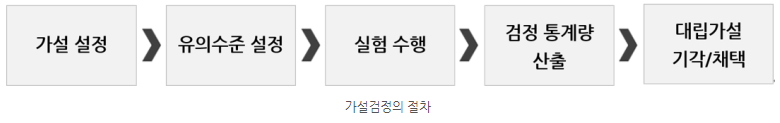 가설 설정
유의수준 설정
실험 수행
검정 통계량
산출
대립가설
기각/채택
가설검정의 절차